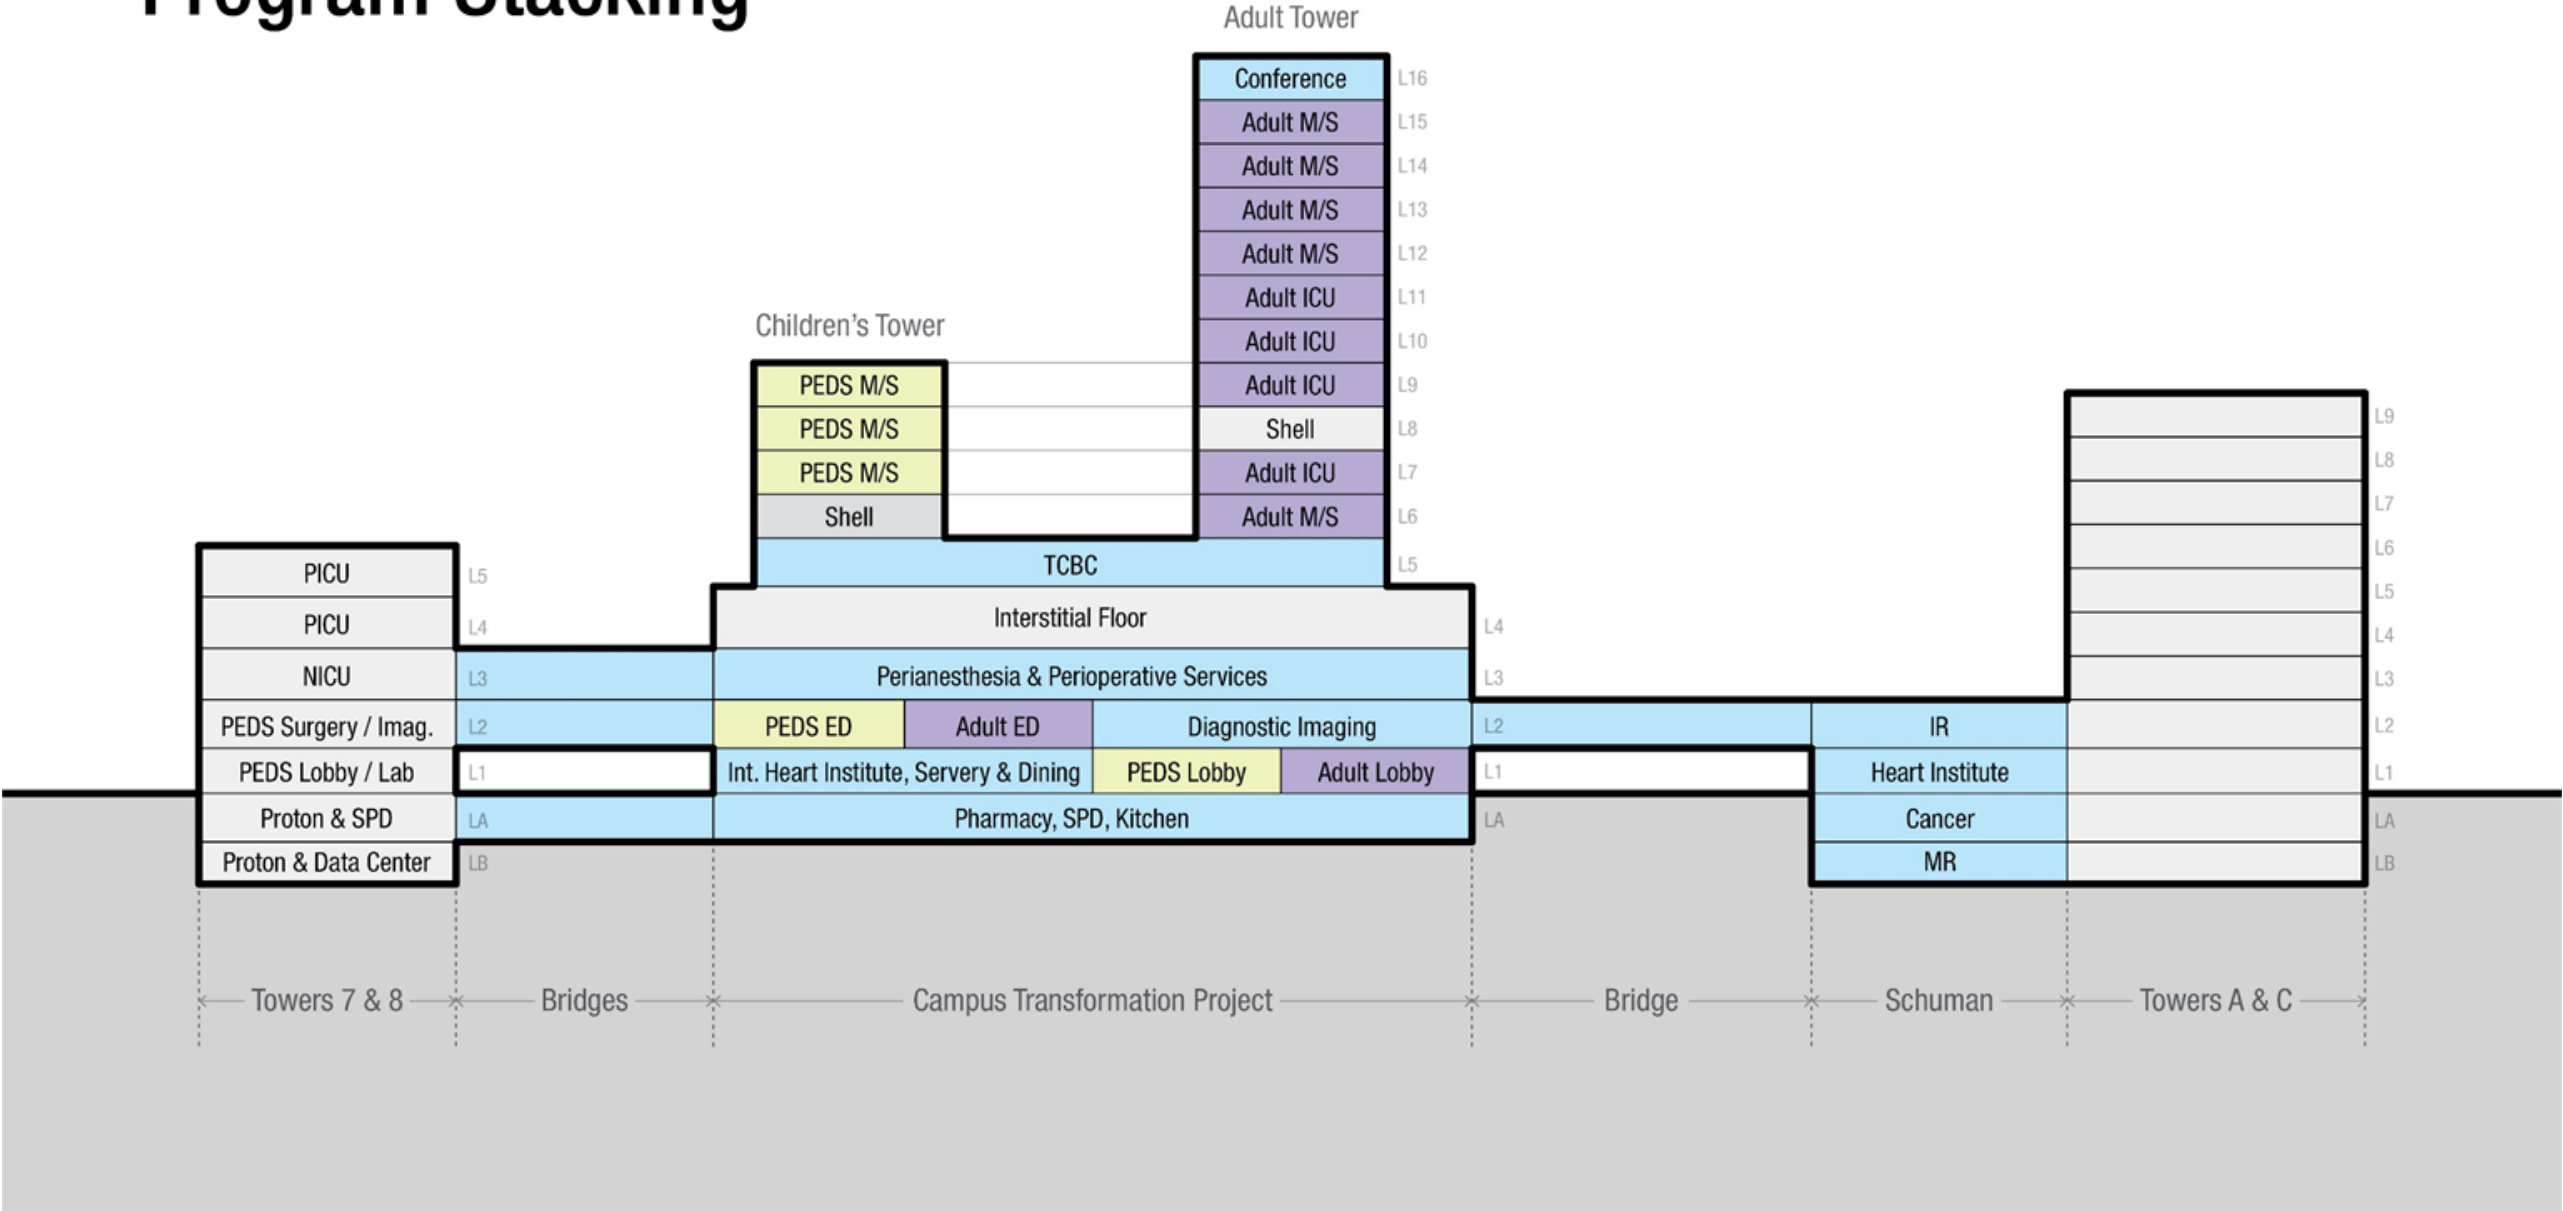 Program Stacking
Adult Tower
Conference L16
Adult M/S L15
Adult M/S L14
Adult M/S L13
Adult M/S L12
Adult ICU L11
Adult ICU L10
Children's Tower
PEDS M/S Adult ICU L9
PEDS M/S Shell L8
PEDS M/S Adult ICU L7
Shell Adult M/S L6
TCBC L5
PICU L5
PICU L4
Interstitial Floor L4
NICU L3 Perianesthesia & Perioperative Services L3
PEDS Surgery / Imag. L2 PEDS ED Adult ED Diagnostic Imaging L2 IR
PEDS Lobby / Lab L1 Int. Heart Institute, Servery & Dining PEDS Lobby Adult Lobby L1 Heart Institute
Proton & SPD LA Pharmacy, SPD, Kitchen LA Cancer
Proton & Data Center LB MR
L9
L8
L7
L6
L5
L4
L3
L2
L1
LA
LB
Towers 7 & 8 Bridges Campus Transformation Project Bridge Schuman Towers A & C